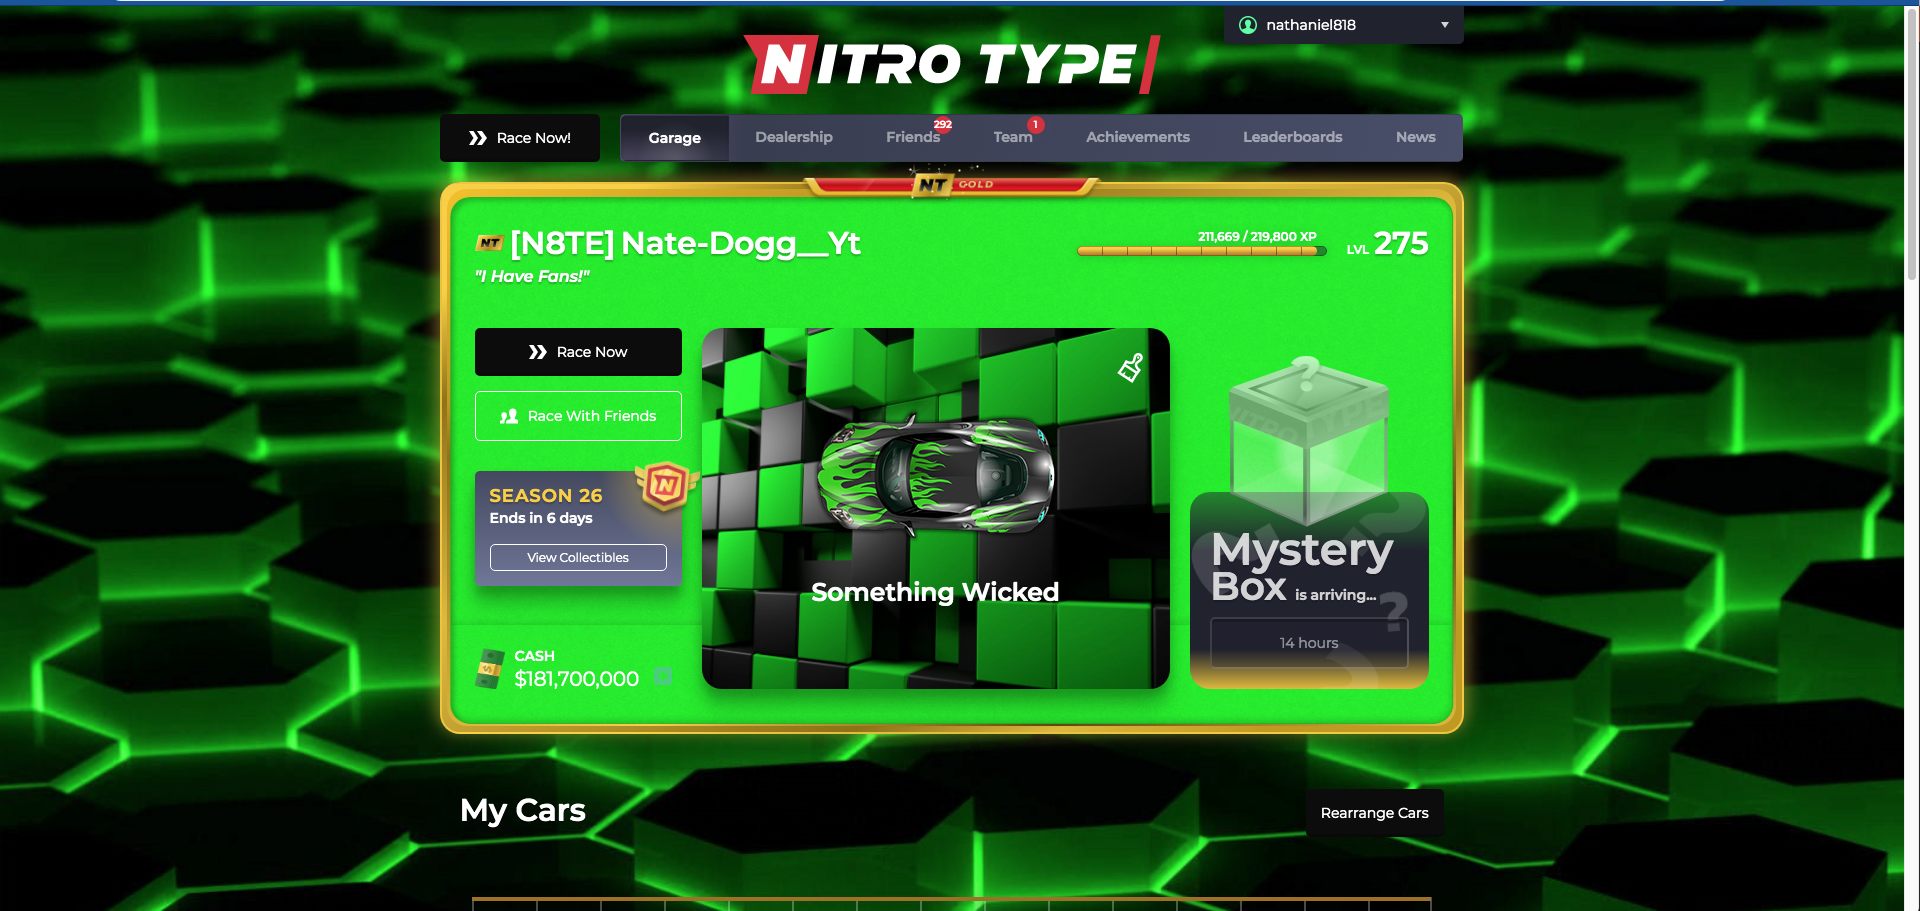 nathaniel818
NITRO TYPE
Race Now!
Garage
Dealership
Friends
292
Team
1
Achievements
Leaderboards
News
NT GOLD
NT [N8TE] Nate-Dogg__Yt
"I Have Fans!"
211,669 / 219,800 XP
LVL 275
Race Now
Race With Friends
SEASON 26
Ends in 6 days
View Collectibles
CASH
$181,700,000
Something Wicked
?
NITRO TYPE
Mystery
Box is arriving...
?
14 hours
My Cars
Rearrange Cars